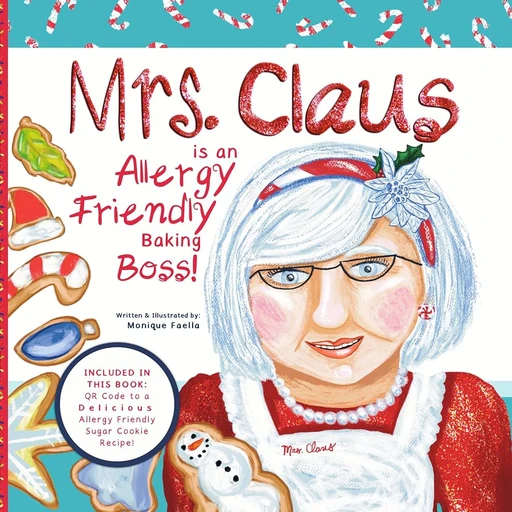 Mrs. Claus
is an
Allergy
Friendly
Baking
Boss!
Written & Illustrated by:
Monique Faella
INCLUDED IN
THIS BOOK:
QR Code to a
Delicious
Allergy Friendly
Sugar Cookie
Recipe!
Mrs. Claus